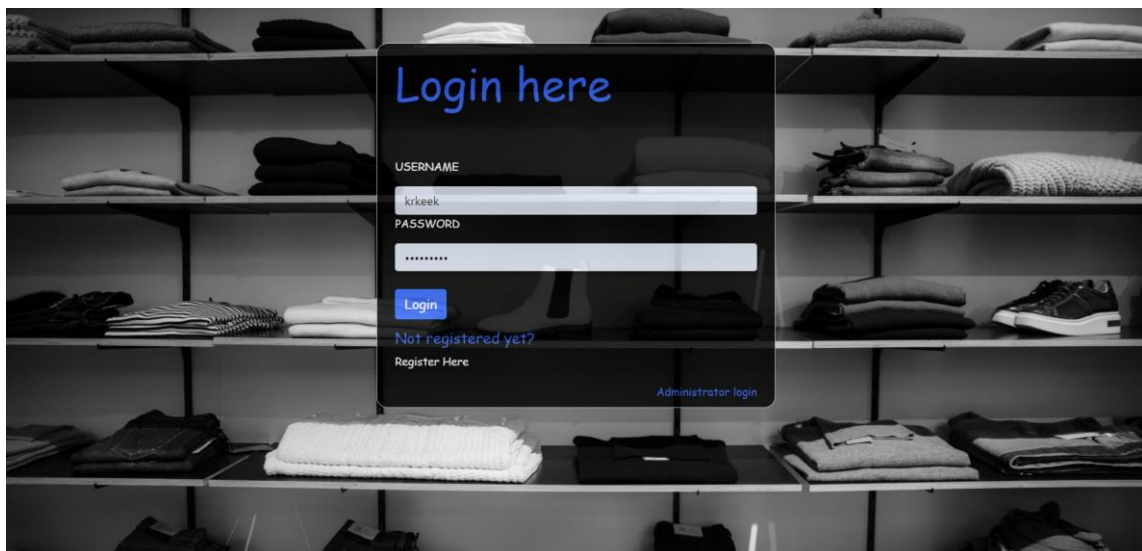 Login here
USERNAME
krkeek
PASSWORD
•••••••••
Login
Not registered yet?
Register Here
Administrator login